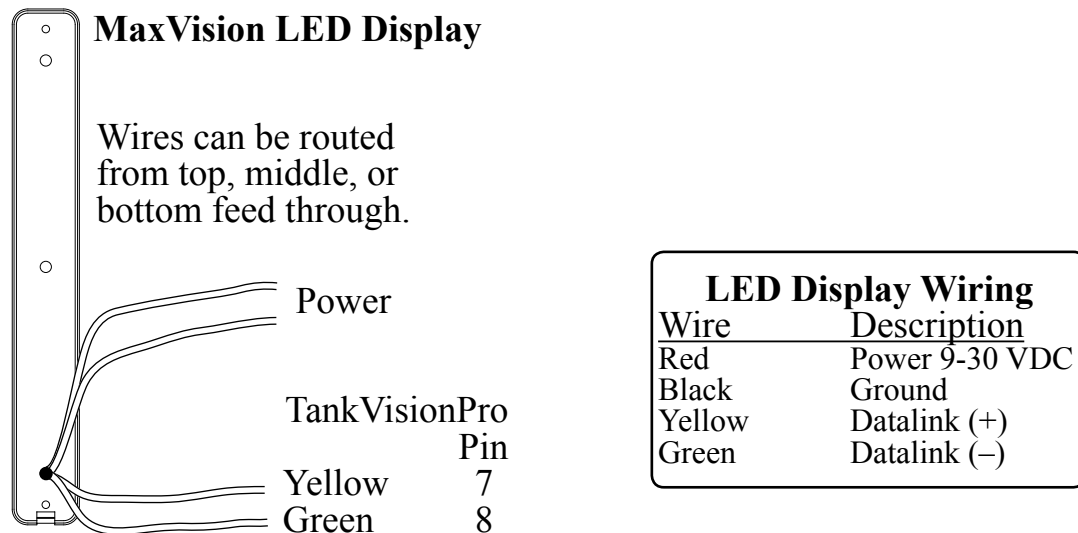 MaxVision LED Display
Wires can be routed
from top, middle, or
bottom feed through.
Power
TankVisionPro
Pin
Yellow 7
Green 8
LED Display Wiring
Wire Description
Red Power 9-30 VDC
Black Ground
Yellow Datalink (+)
Green Datalink (–)